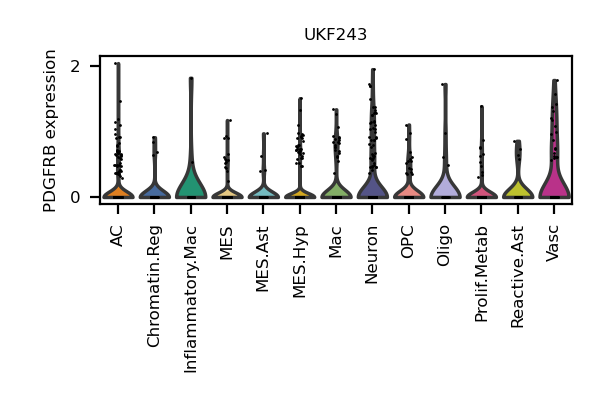 UKF243
PDGFRB expression
2
0
AC
Chromatin.Reg
Inflammatory.Mac
MES
MES.Ast
MES.Hyp
Mac
Neuron
OPC
Oligo
Prolif.Metab
Reactive.Ast
Vasc